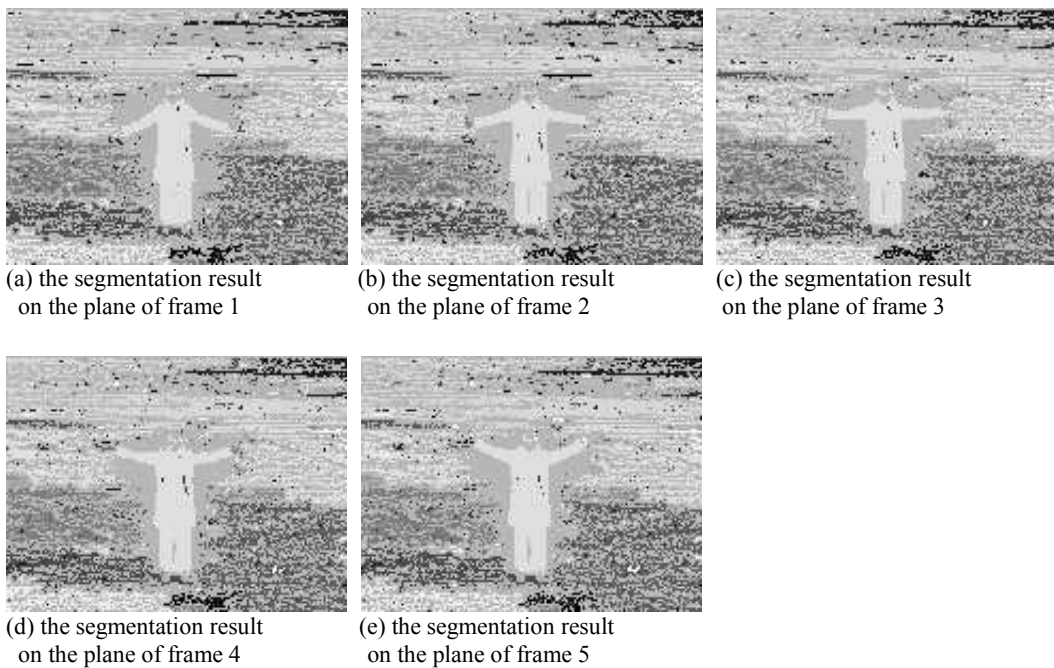 (a) the segmentation result
on the plane of frame 1
(b) the segmentation result
on the plane of frame 2
(c) the segmentation result
on the plane of frame 3
(d) the segmentation result
on the plane of frame 4
(e) the segmentation result
on the plane of frame 5